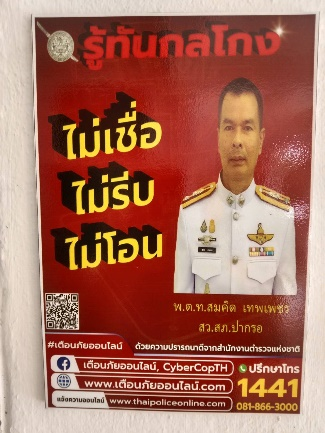 รู้ทันกลโกง
ไม่เชื่อ
ไม่รีบ
ไม่โอน
พ.ต.ท.สมคิด เทพเพชร
สว.สภ.ปากรอ
#เตือนภัยออนไลน์ ด้วยความปรารถนาดีจากสำนักงานตำรวจแห่งชาติ
เตือนภัยออนไลน์, CyberCopTH
www.เตือนภัยออนไลน์.com
แจ้งความออนไลน์ www.thaipoliceonline.com
ปรึกษาโทร
1441
081-866-3000